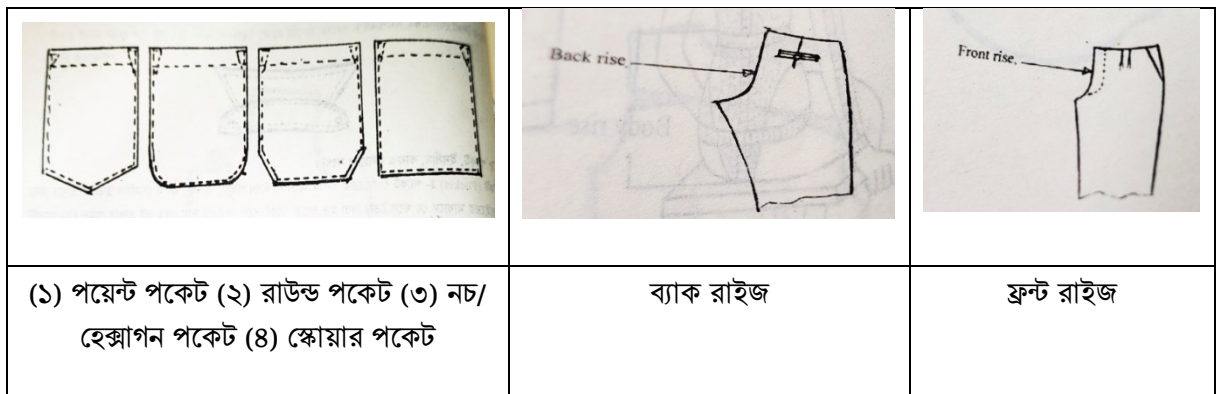 Back rise.
Front rise.
(১) পয়েন্ট পকেট (২) রাউন্ড পকেট (৩) নচ/
হেক্সাগন পকেট (৪) স্কোয়ার পকেট
ব্যাক রাইজ
ফ্রন্ট রাইজ